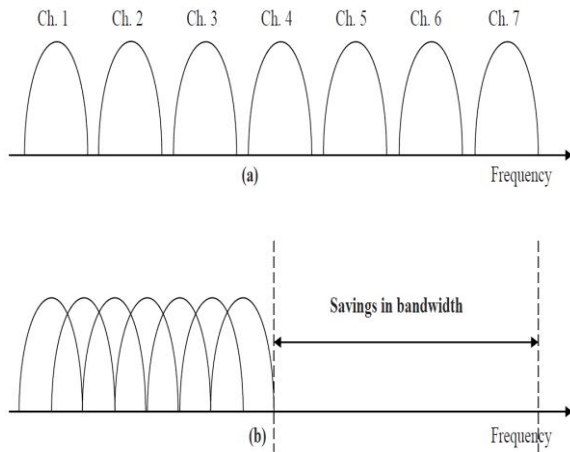 Ch. 1 Ch. 2 Ch. 3 Ch. 4 Ch. 5 Ch. 6 Ch. 7
(a) Frequency
Savings in bandwidth
(b) Frequency